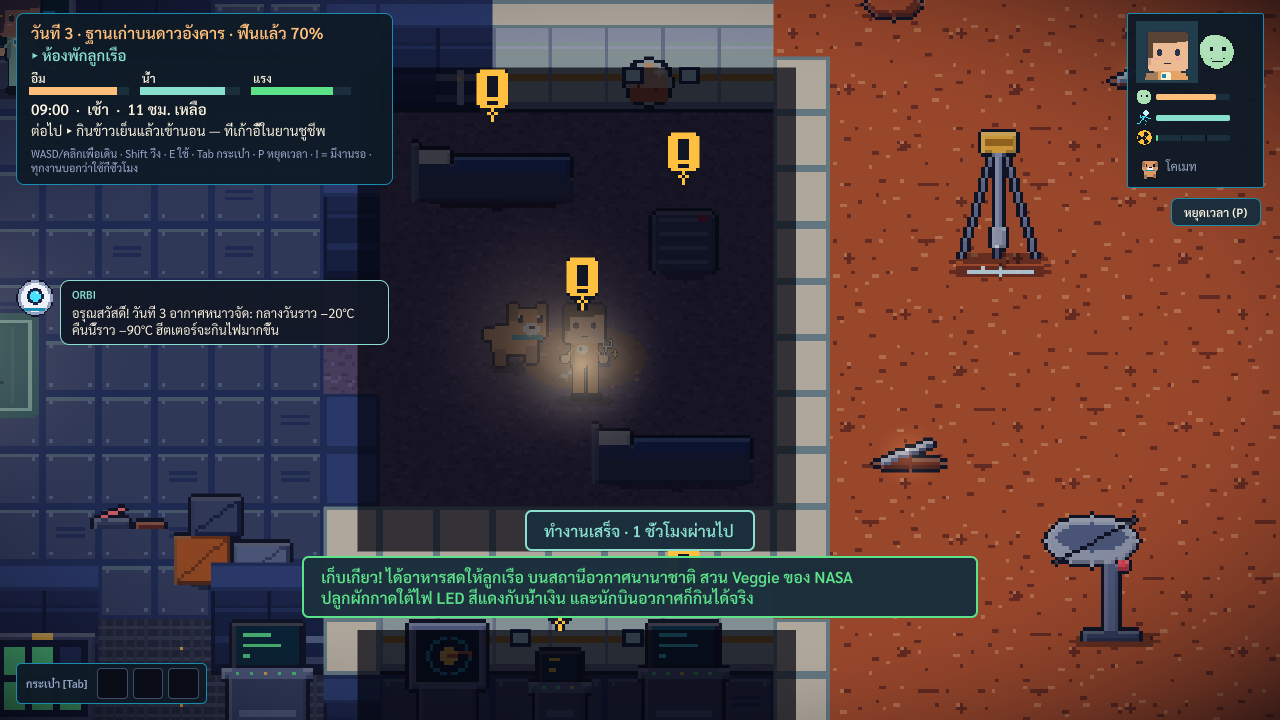 วันที่ 3 · ฐานเก่าบนดาวอังคาร · ฟื้นแล้ว 70%
▸ ห้องพักลูกเรือ
อิ่ม น้ำ แรง
09:00 · เช้า · 11 ชม. เหลือ
ต่อไป ▸ กินข้าวเย็นแล้วเข้านอน — ที่เก้าอี้ในยานชูชีพ
WASD/คลิกเพื่อเดิน · Shift วิ่ง · E ใช้ · Tab กระเป๋า · P หยุดเวลา · ! = มีงานรอ ·
ทุกงานบอกว่าใช้กี่ชั่วโมง
โคเมท
หยุดเวลา (P)
ORBI
อรุณสวัสดิ์! วันที่ 3 อากาศหนาวจัด: กลางวันราว –20°C
คืนนี้ราว –90°C ฮีตเตอร์จะกินไฟมากขึ้น
ทำงานเสร็จ · 1 ชั่วโมงผ่านไป
เก็บเกี่ยว! ได้อาหารสดให้ลูกเรือ บนสถานีอวกาศนานาชาติ สวน Veggie ของ NASA
ปลูกผักกาดใต้ไฟ LED สีแดงกับน้ำเงิน และนักบินอวกาศก็กินได้จริง
กระเป๋า [Tab]